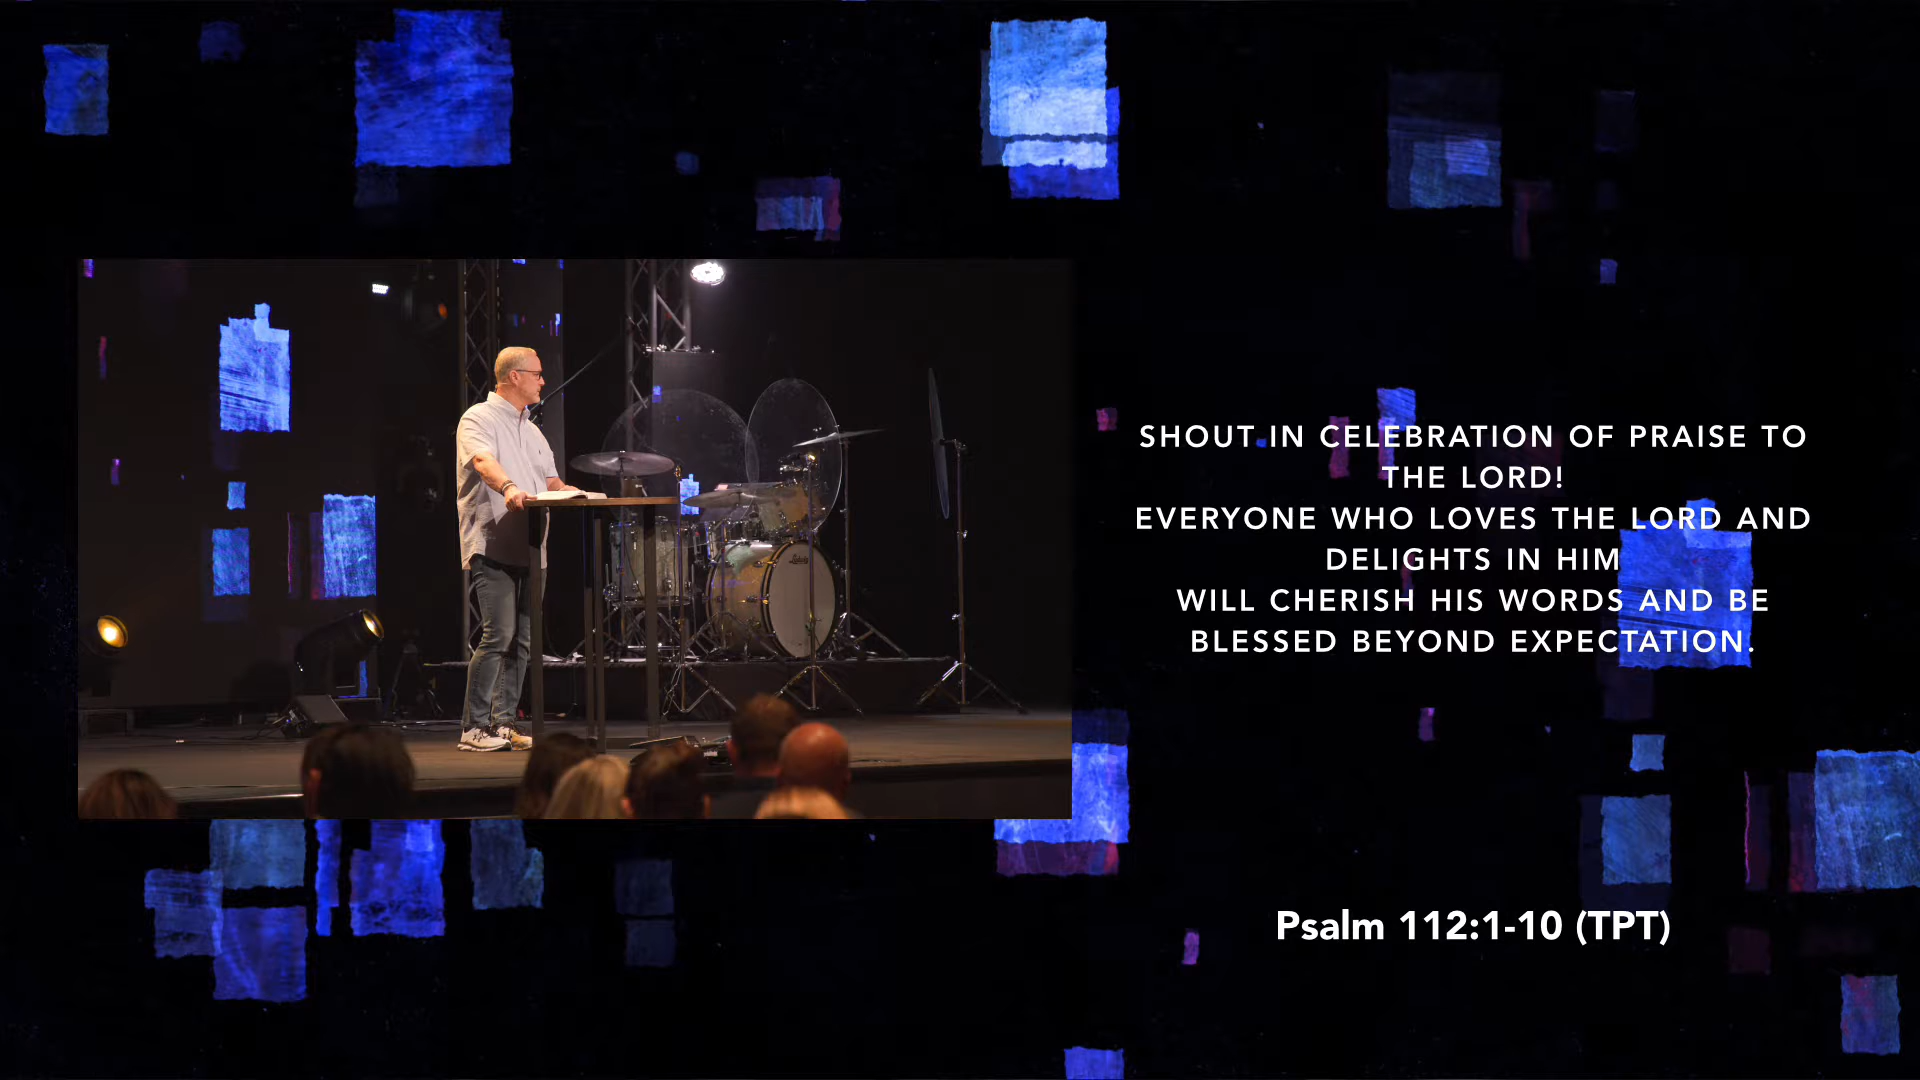 SHOUT IN CELEBRATION OF PRAISE TO
THE LORD!
EVERYONE WHO LOVES THE LORD AND
DELIGHTS IN HIM
WILL CHERISH HIS WORDS AND BE
BLESSED BEYOND EXPECTATION.
Psalm 112:1-10 (TPT)